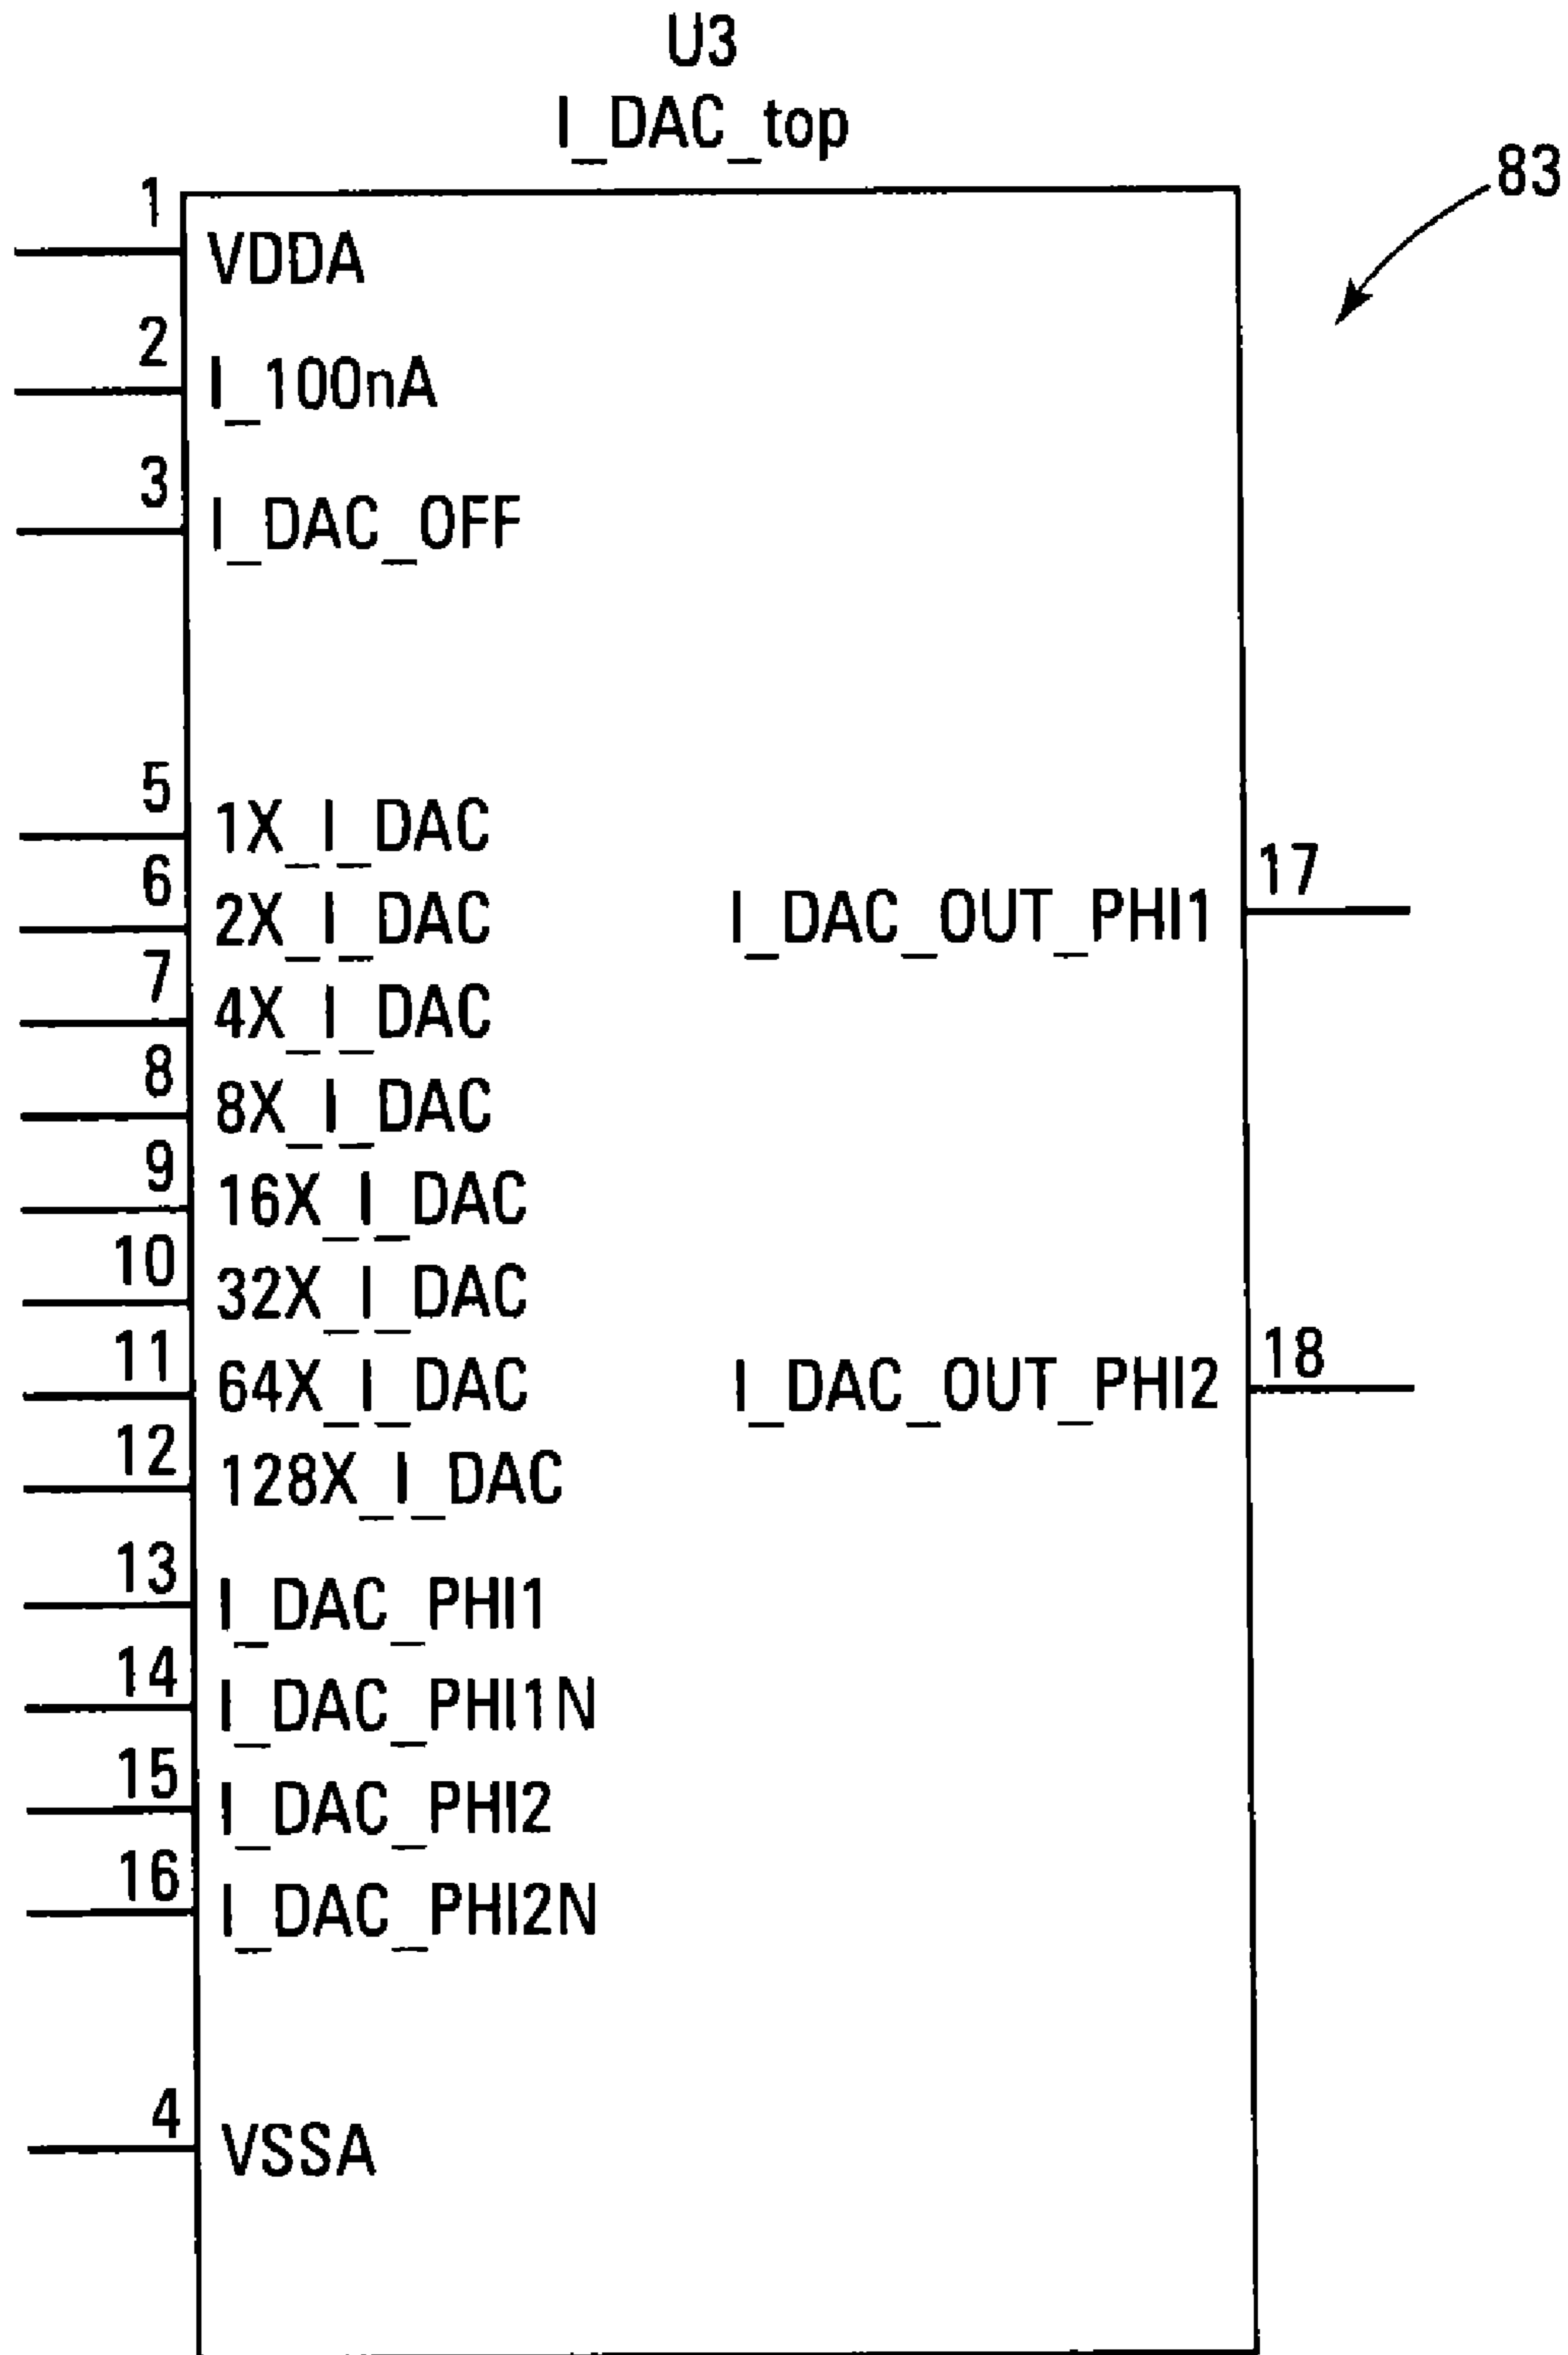 U3
I_DAC_top
83
1
VDDA
2
I_100nA
3
I_DAC_OFF
5
1X_I_DAC
6
2X_I_DAC
I_DAC_OUT_PHI1
17
7
4X_I_DAC
8
8X_I_DAC
9
16X_I_DAC
10
32X_I_DAC
11
64X_I_DAC
I_DAC_OUT_PHI2
18
12
128X_I_DAC
13
I_DAC_PHI1
14
I_DAC_PHI1N
15
I_DAC_PHI2
16
I_DAC_PHI2N
4
VSSA